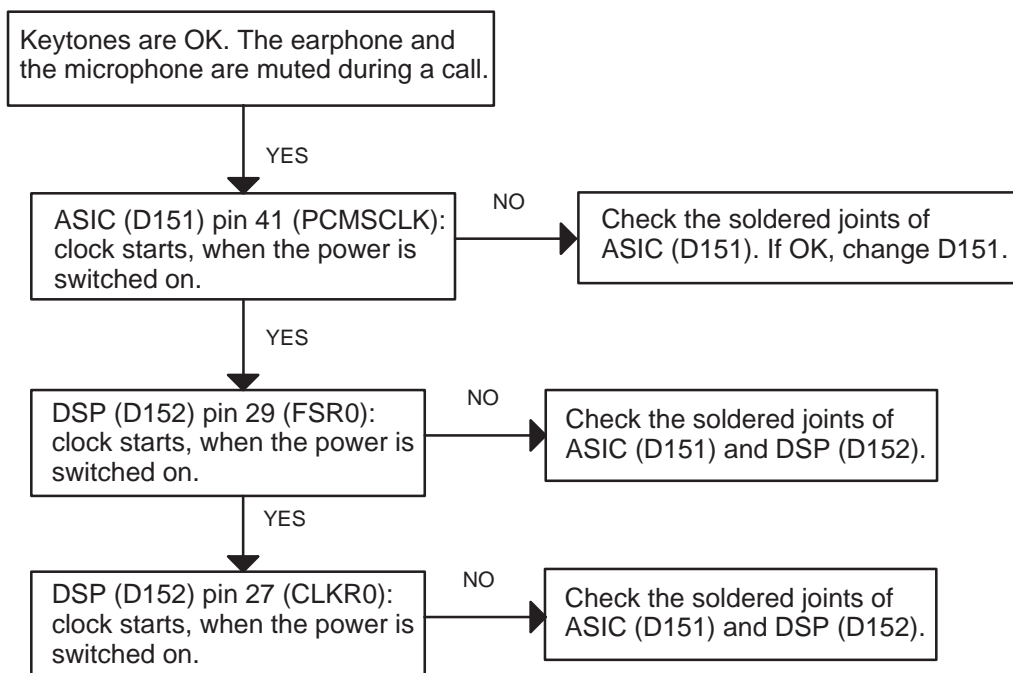 Keytones are OK. The earphone and
the microphone are muted during a call.
YES
ASIC (D151) pin 41 (PCMSCLK):
clock starts, when the power is
switched on.
NO
Check the soldered joints of
ASIC (D151). If OK, change D151.
YES
DSP (D152) pin 29 (FSR0):
clock starts, when the power is
switched on.
NO
Check the soldered joints of
ASIC (D151) and DSP (D152).
YES
DSP (D152) pin 27 (CLKR0):
clock starts, when the power is
switched on.
NO
Check the soldered joints of
ASIC (D151) and DSP (D152).